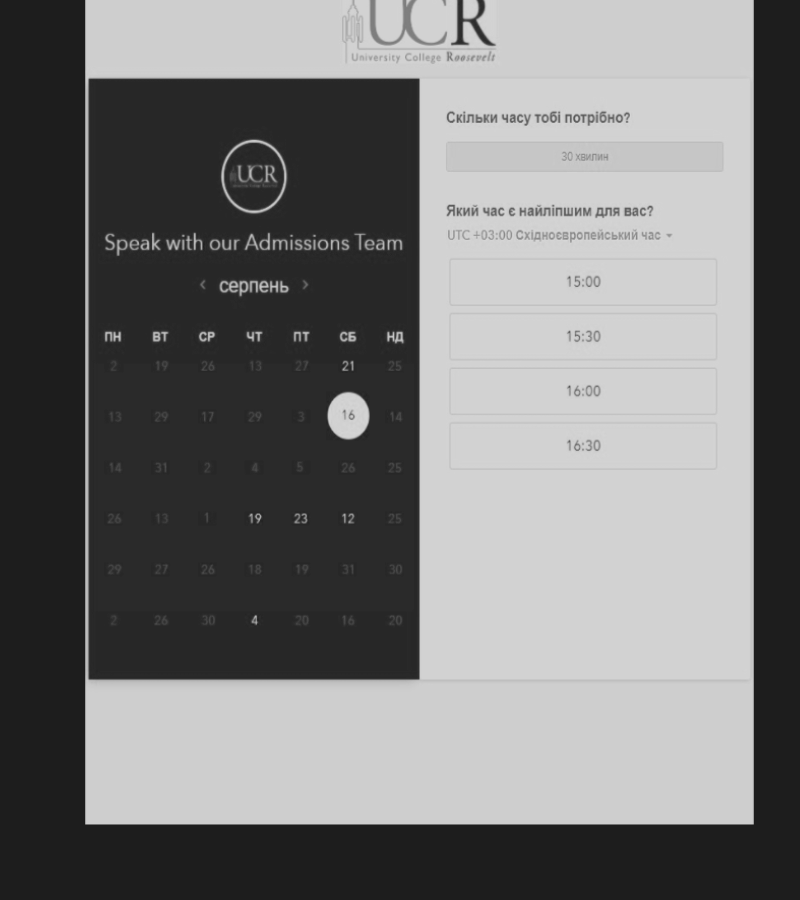 UCR
University College Roosevelt
UCR
Speak with our Admissions Team
< серпень >
ПН ВТ СР ЧТ ПТ СБ НД
2 19 26 13 27 21 25
13 29 17 29 3 16 14
14 31 2 4 5 26 25
26 13 1 19 23 12 25
29 27 26 18 19 31 30
2 26 30 4 20 16 20
Скільки часу тобі потрібно?
30 хвилин
Який час є найліпшим для вас?
UTC +03:00 Східноєвропейський час
15:00
15:30
16:00
16:30